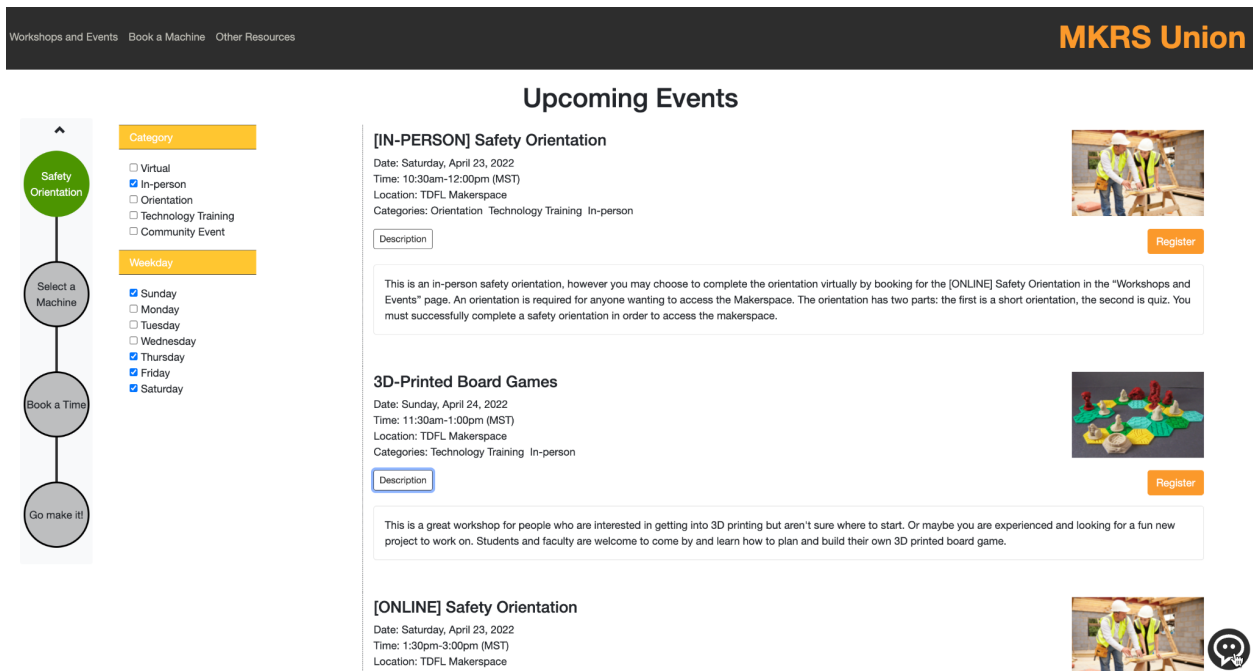 Workshops and Events Book a Machine Other Resources
MKRS Union
Upcoming Events
Safety
Orientation
Select a
Machine
Book a Time
Go make it!
Category
Virtual
In-person
Orientation
Technology Training
Community Event
Weekday
Sunday
Monday
Tuesday
Wednesday
Thursday
Friday
Saturday
[IN-PERSON] Safety Orientation
Date: Saturday, April 23, 2022
Time: 10:30am-12:00pm (MST)
Location: TDFL Makerspace
Categories: Orientation Technology Training In-person
Description
Register
This is an in-person safety orientation, however you may choose to complete the orientation virtually by booking for the [ONLINE] Safety Orientation in the “Workshops and
Events” page. An orientation is required for anyone wanting to access the Makerspace. The orientation has two parts: the first is a short orientation, the second is quiz. You
must successfully complete a safety orientation in order to access the makerspace.
3D-Printed Board Games
Date: Sunday, April 24, 2022
Time: 11:30am-1:00pm (MST)
Location: TDFL Makerspace
Categories: Technology Training In-person
Description
Register
This is a great workshop for people who are interested in getting into 3D printing but aren't sure where to start. Or maybe you are experienced and looking for a fun new
project to work on. Students and faculty are welcome to come by and learn how to plan and build their own 3D printed board game.
[ONLINE] Safety Orientation
Date: Saturday, April 23, 2022
Time: 1:30pm-3:00pm (MST)
Location: TDFL Makerspace